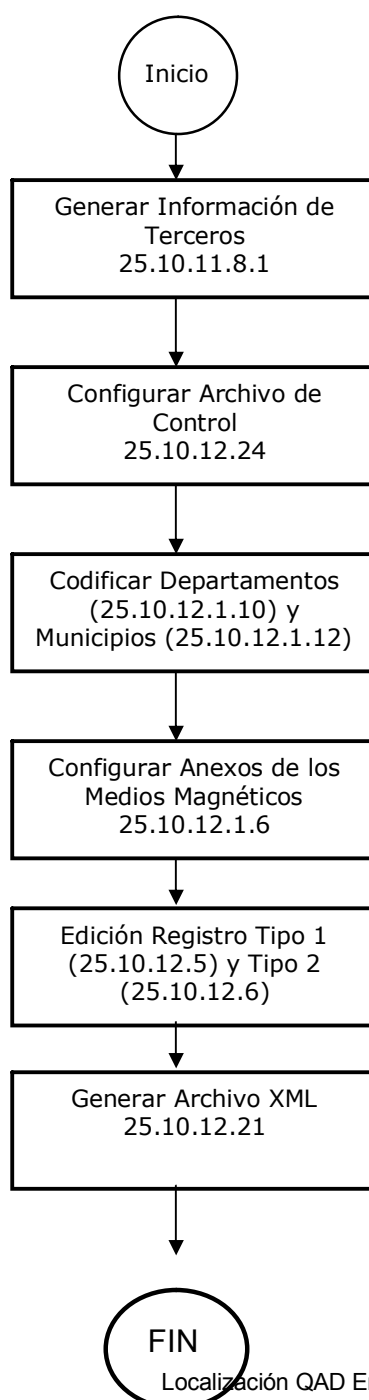 Inicio
Generar Información de
Terceros
25.10.11.8.1
Configurar Archivo de
Control
25.10.12.24
Codificar Departamentos
(25.10.12.1.10) y
Municipios (25.10.12.1.12)
Configurar Anexos de los
Medios Magnéticos
25.10.12.1.6
Edición Registro Tipo 1
(25.10.12.5) y Tipo 2
(25.10.12.6)
Generar Archivo XML
25.10.12.21
FIN
Localización QAD